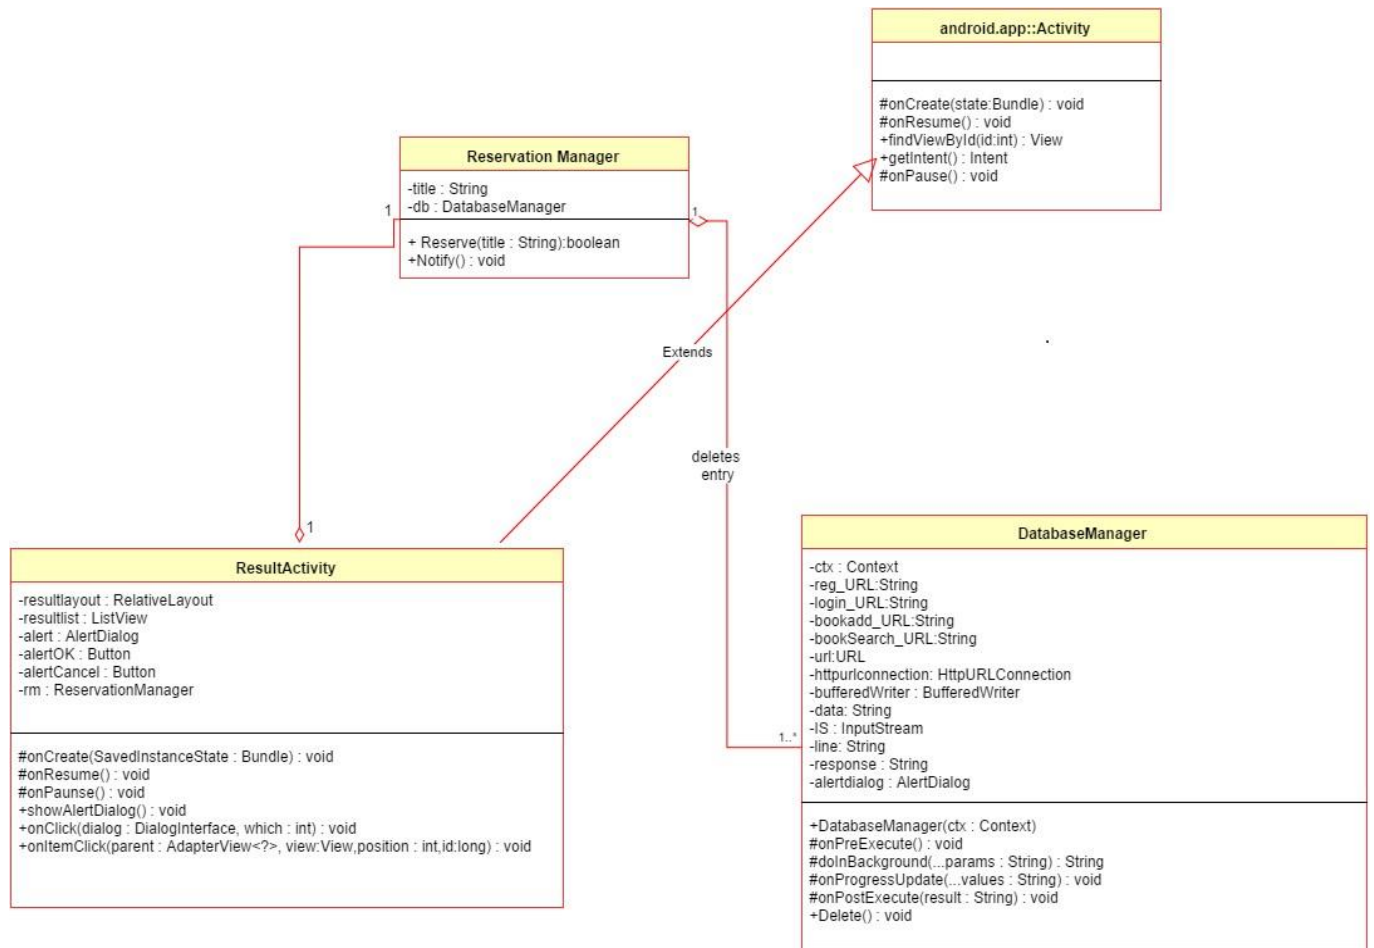 android.app::Activity
#onCreate(state:Bundle) : void
#onResume() : void
+findViewById(id:int) : View
+getIntent() : Intent
#onPause() : void
Reservation Manager
-title : String
-db : DatabaseManager
+ Reserve(title : String):boolean
+Notify() : void
1
1
Extends
deletes
entry
1
1..*
ResultActivity
-resultlayout : RelativeLayout
-resultlist : ListView
-alert : AlertDialog
-alertOK : Button
-alertCancel : Button
-rm : ReservationManager
#onCreate(SavedInstanceState : Bundle) : void
#onResume() : void
#onPaunse() : void
+showAlertDialog() : void
+onClick(dialog : DialogInterface, which : int) : void
+onItemClick(parent : AdapterView<?>, view:View,position : int,id:long) : void
DatabaseManager
-ctx : Context
-reg_URL:String
-login_URL:String
-bookadd_URL:String
-bookSearch_URL:String
-url:URL
-httpurlconnection: HttpURLConnection
-bufferedWriter : BufferedWriter
-data: String
-IS : InputStream
-line: String
-response : String
-alertdialog : AlertDialog
+DatabaseManager(ctx : Context)
#onPreExecute() : void
#doInBackground(...params : String) : String
#onProgressUpdate(...values : String) : void
#onPostExecute(result : String) : void
+Delete() : void